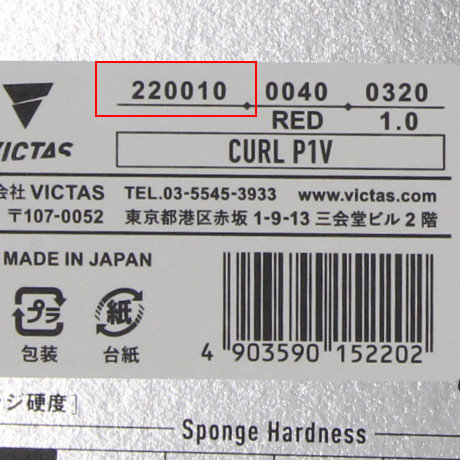 220010 0040 0320
RED 1.0
VICTAS
CURL P1V
会社 VICTAS TEL.03-5545-3933 www.victas.com
〒107-0052 東京都港区赤坂 1-9-13 三会堂ビル 2 階
MADE IN JAPAN
プラ 紙
包装 台紙
4 903590 152202
ジ硬度]
Sponge Hardness